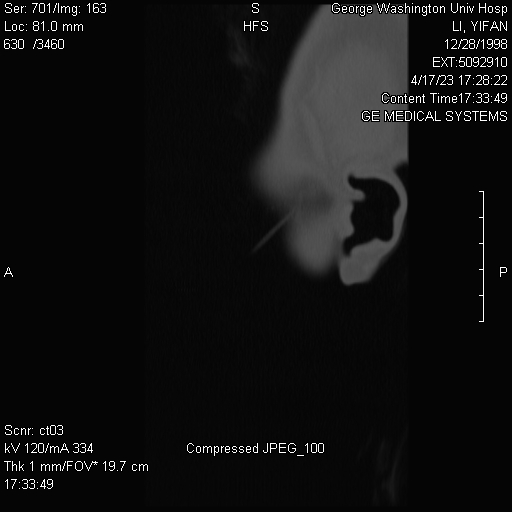 Ser: 701/Img: 163
Loc: 81.0 mm
630 /3460
S
HFS
George Washington Univ Hosp
LI, YIFAN
12/28/1998
EXT:5092910
4/17/23 17:28:22
Content Time17:33:49
GE MEDICAL SYSTEMS
A
P
Scnr: ct03
kV 120/mA 334
Thk 1 mm/FOV* 19.7 cm
17:33:49
Compressed JPEG_100